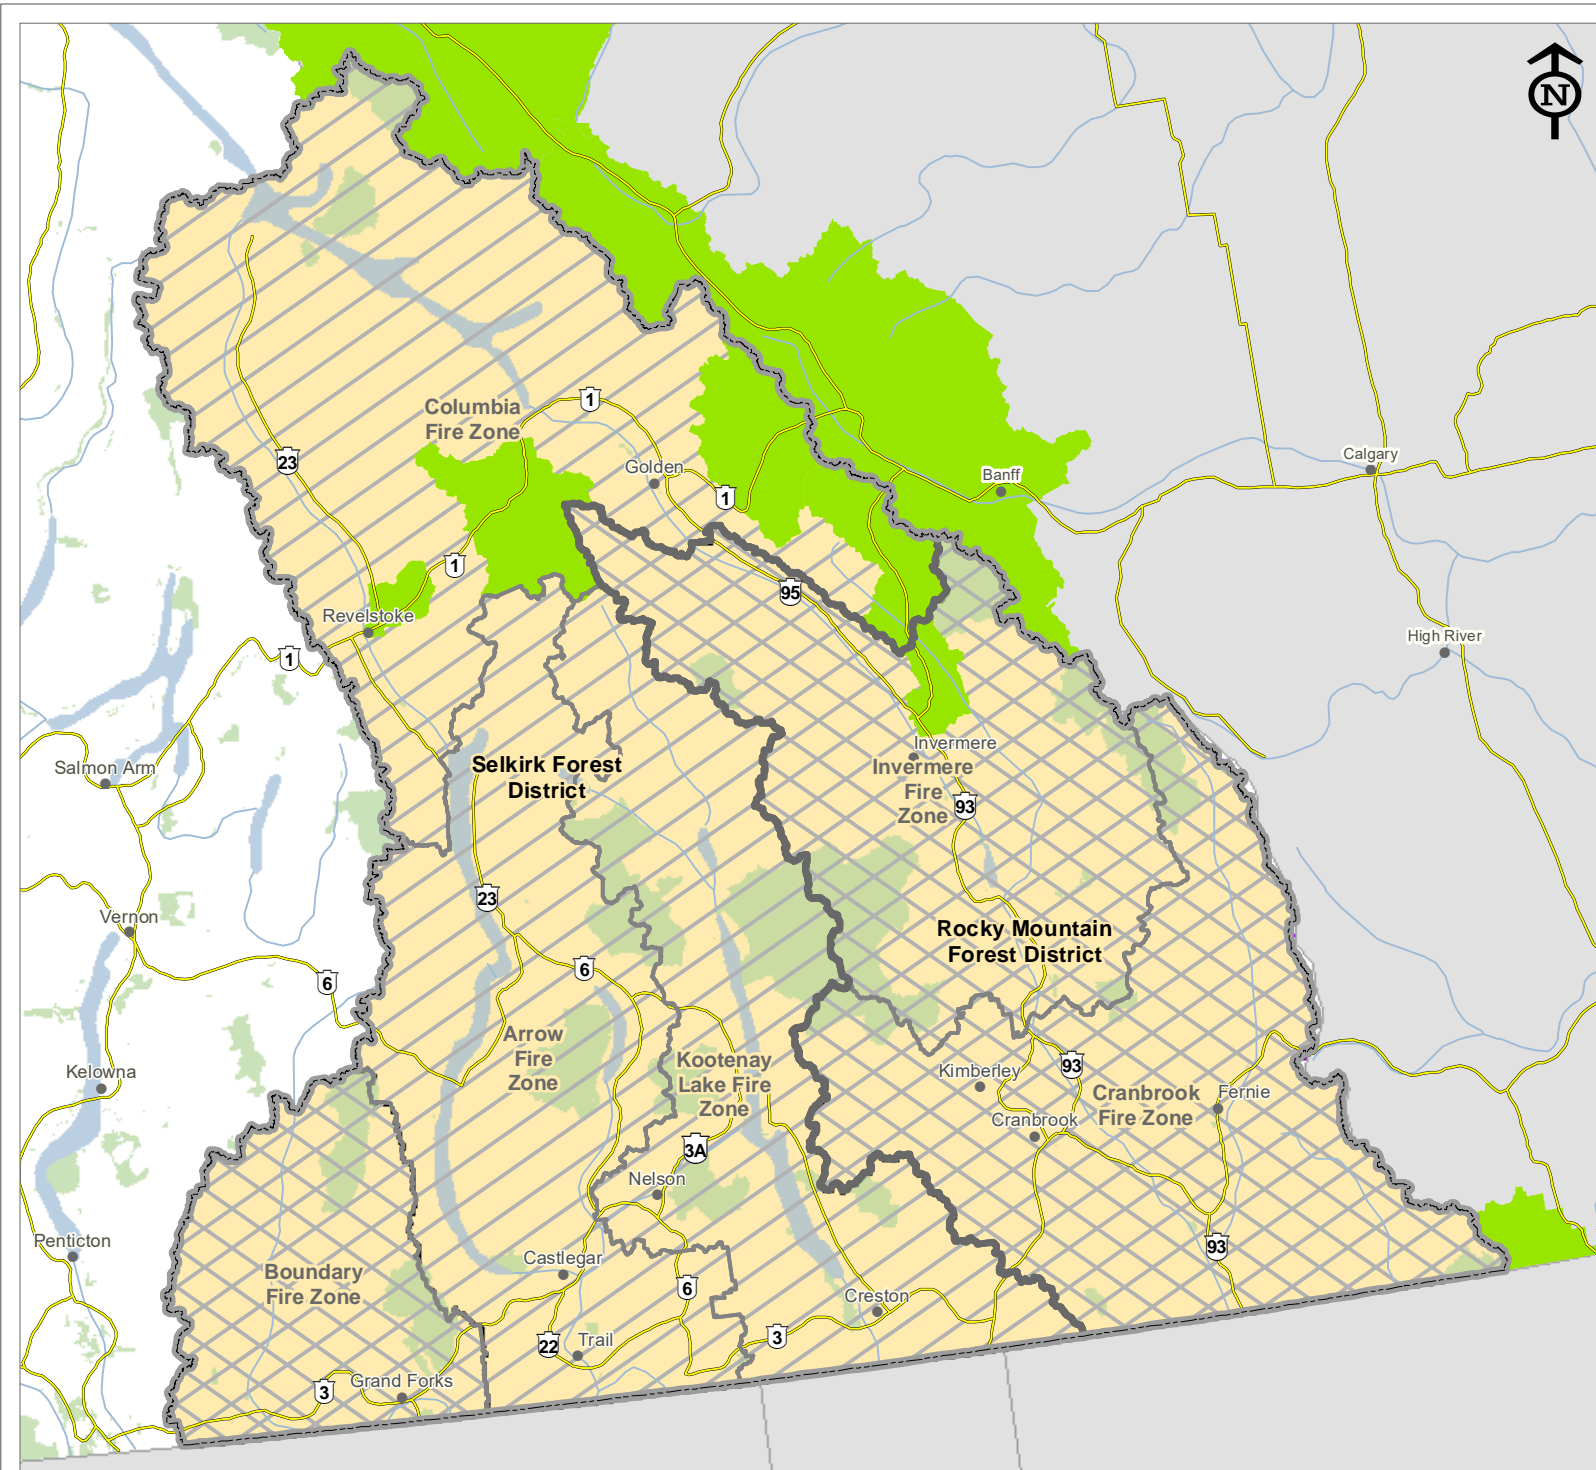 N
Columbia
Fire Zone
1
23
Golden
1
Banff
Calgary
1
95
Revelstoke
1
High River
Invermere
Selkirk Forest
District
Invermere
Fire
Zone
Salmon Arm
93
23
Vernon
Rocky Mountain
Forest District
6
6
Arrow
Fire
Zone
Kootenay
Lake Fire
Zone
Kelowna
Kimberley
93
Cranbrook
Fire Zone
Fernie
Cranbrook
3A
Nelson
Penticton
93
Castlegar
Boundary
Fire Zone
6
Creston
22
Trail
3
3
Grand Forks